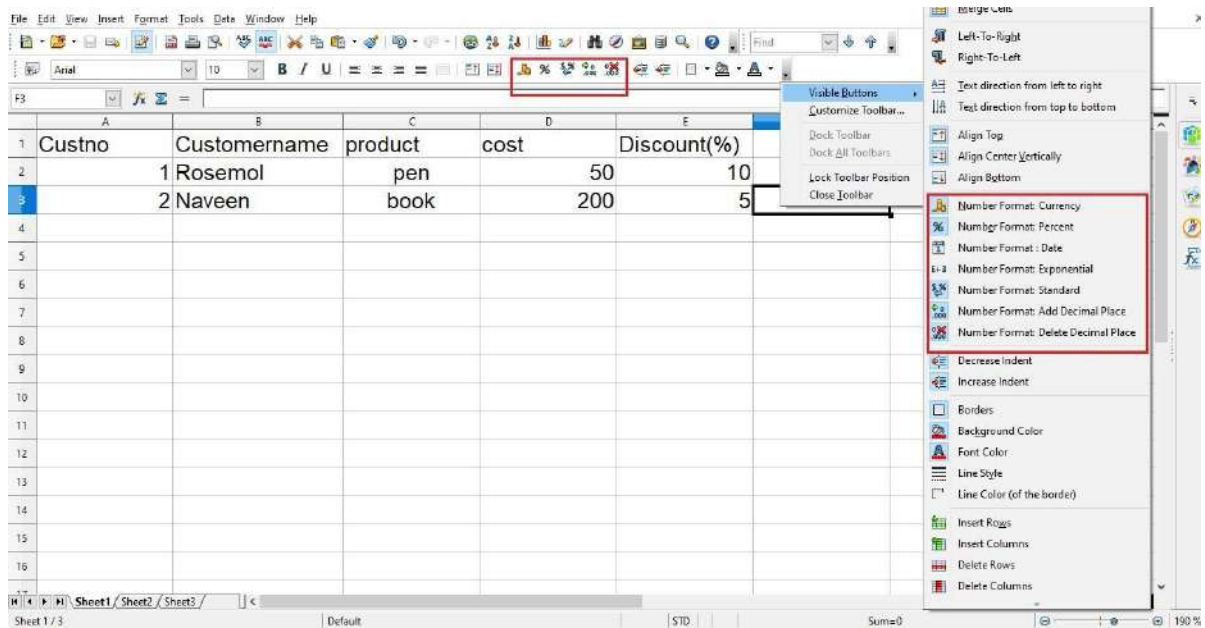 File Edit View Insert Format Tools Data Window Help
Find
Arial 10 B I U
F3 =
A B C D E
1 Custno Customername product cost Discount(%)
2 1 Rosemol pen 50 10
3 2 Naveen book 200 5
4
5
6
7
8
9
10
11
12
13
14
15
16
17
Visible Buttons
Customize Toolbar...
Dock Toolbar
Dock All Toolbars
Lock Toolbar Position
Close Toolbar
Merge Cells
Left-To-Right
Right-To-Left
Text direction from left to right
Text direction from top to bottom
Align Top
Align Center Vertically
Align Bottom
Number Format: Currency
Number Format: Percent
Number Format : Date
Number Format: Exponential
Number Format: Standard
Number Format: Add Decimal Place
Number Format: Delete Decimal Place
Decrease Indent
Increase Indent
Borders
Background Color
Font Color
Line Style
Line Color (of the border)
Insert Rows
Insert Columns
Delete Rows
Delete Columns
Sheet1 Sheet2 Sheet3
Sheet 1 / 3 Default STD Sum=0 190 %